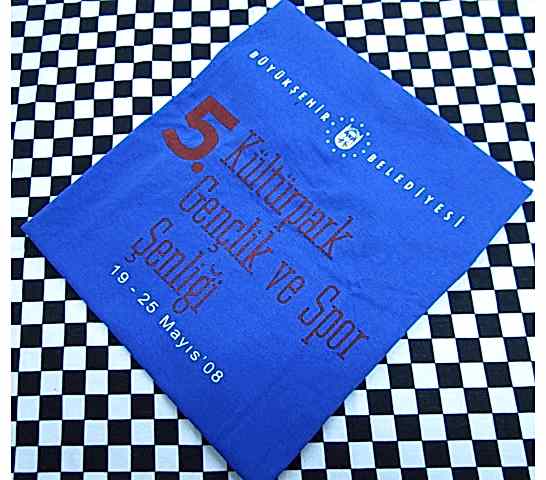 BÜYÜKŞEHİR BELEDİYESİ
5. Kültürpark
Gençlik ve Spor
Şenliği
19 - 25 Mayıs'08